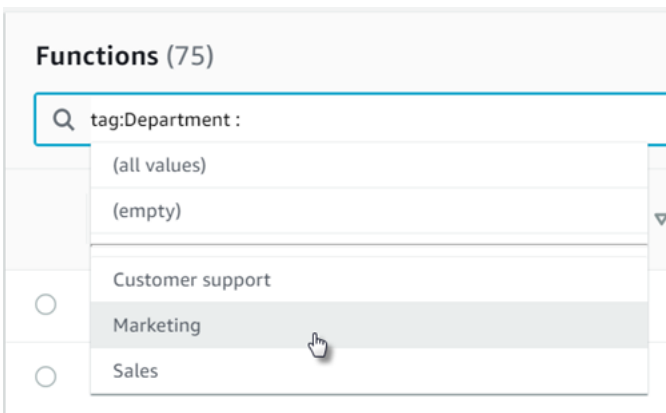 Functions (75)
tag:Department :
(all values)
(empty)
Customer support
Marketing
Sales